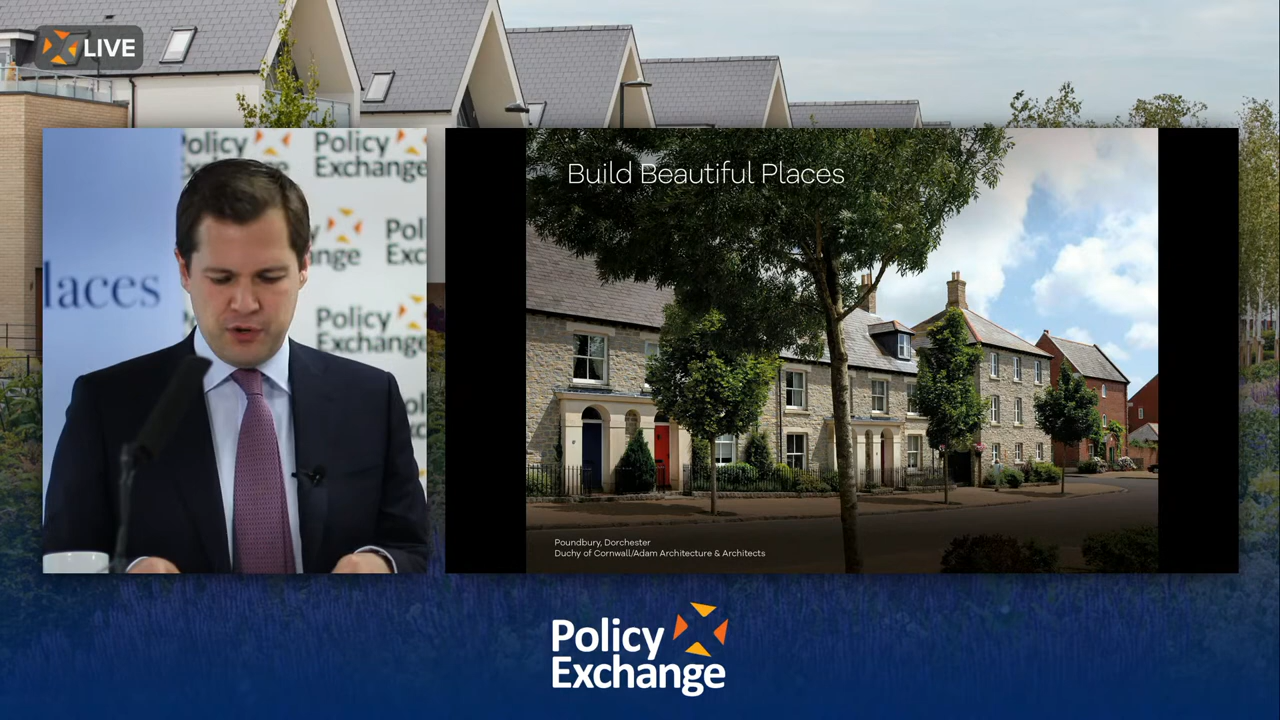 LIVE
Policy
Exchange
Policy
Exchange
Policy
Exchange
laces
Build Beautiful Places
Poundbury, Dorchester
Duchy of Cornwall/Adam Architecture & Architects
Policy
Exchange